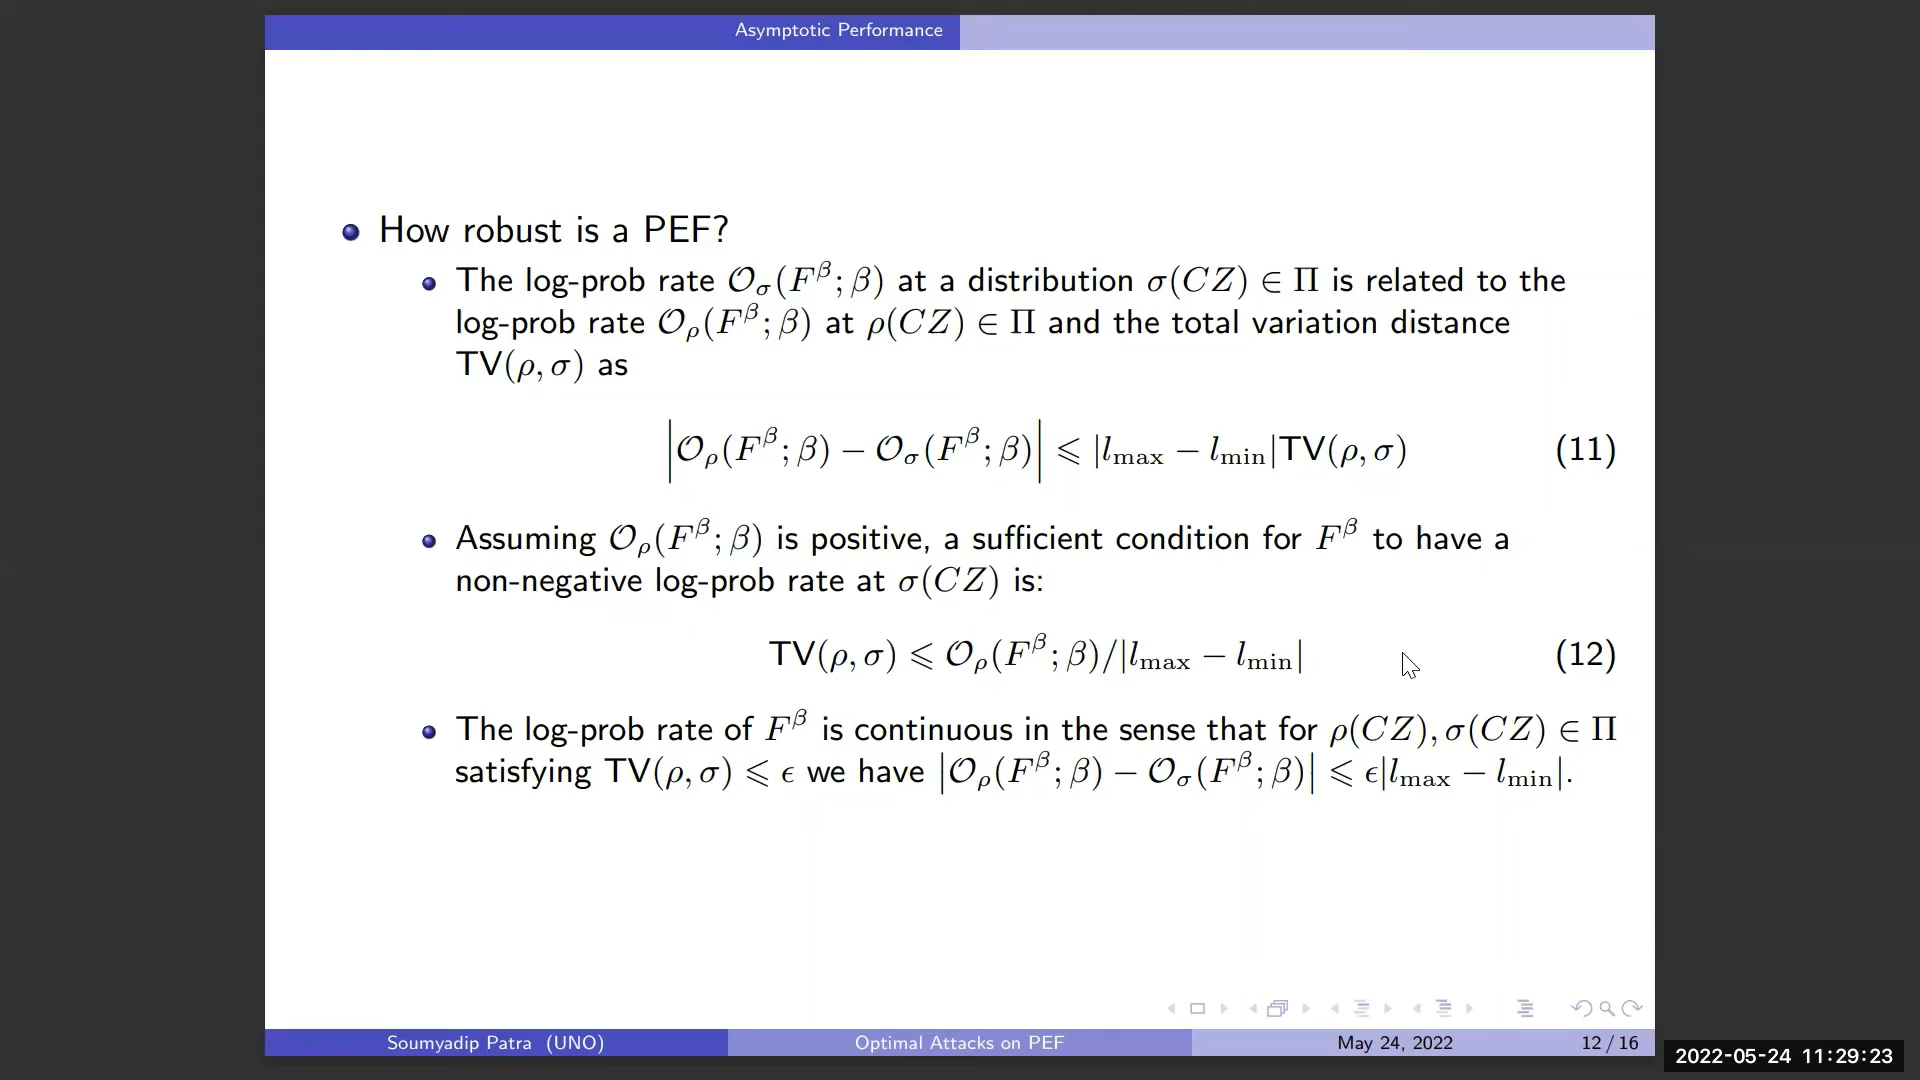 Asymptotic Performance
How robust is a PEF?
The log-prob rate 𝒪_σ(F^β; β) at a distribution σ(CZ) ∈ Π is related to the
log-prob rate 𝒪_ρ(F^β; β) at ρ(CZ) ∈ Π and the total variation distance
TV(ρ, σ) as
|𝒪_ρ(F^β; β) − 𝒪_σ(F^β; β)| ⩽ |l_max − l_min|TV(ρ, σ) (11)
Assuming 𝒪_ρ(F^β; β) is positive, a sufficient condition for F^β to have a
non-negative log-prob rate at σ(CZ) is:
TV(ρ, σ) ⩽ 𝒪_ρ(F^β; β)/|l_max − l_min| (12)
The log-prob rate of F^β is continuous in the sense that for ρ(CZ), σ(CZ) ∈ Π
satisfying TV(ρ, σ) ⩽ ϵ we have |𝒪_ρ(F^β; β) − 𝒪_σ(F^β; β)| ⩽ ϵ|l_max − l_min|.
Soumyadip Patra (UNO) Optimal Attacks on PEF May 24, 2022 12 / 16
2022-05-24 11:29:23